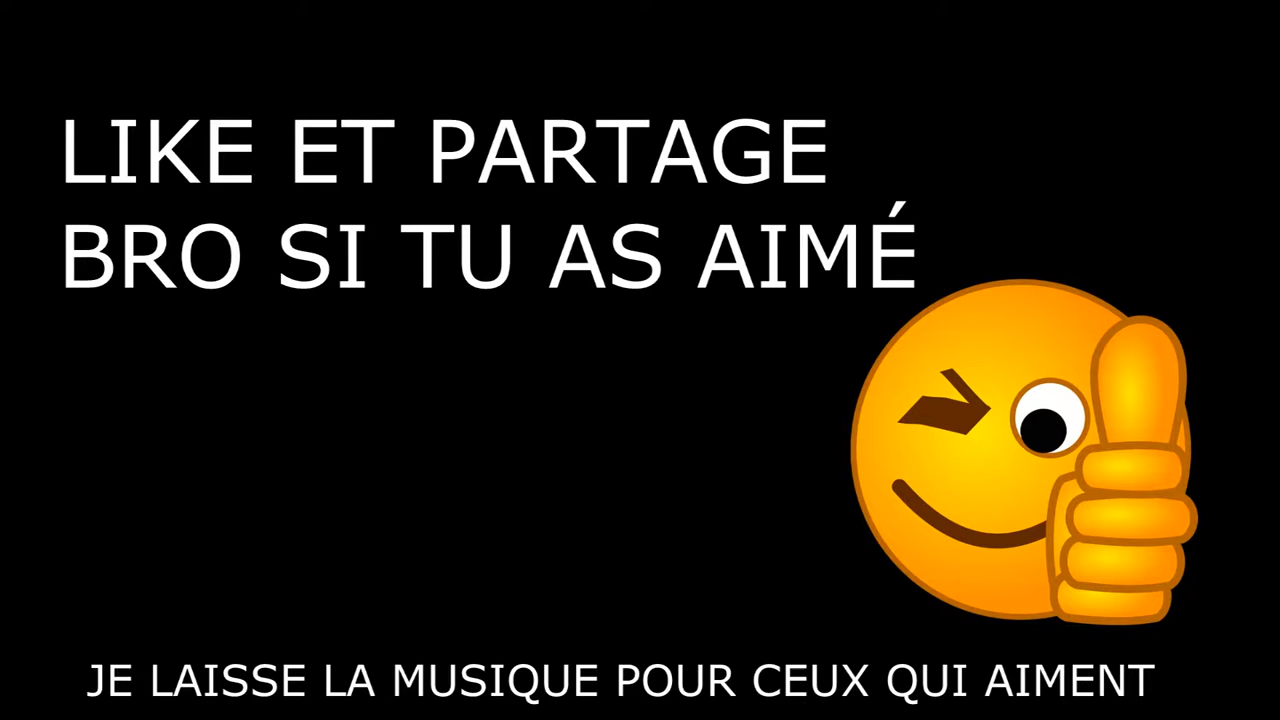 LIKE ET PARTAGE
BRO SI TU AS AIMÉ
JE LAISSE LA MUSIQUE POUR CEUX QUI AIMENT